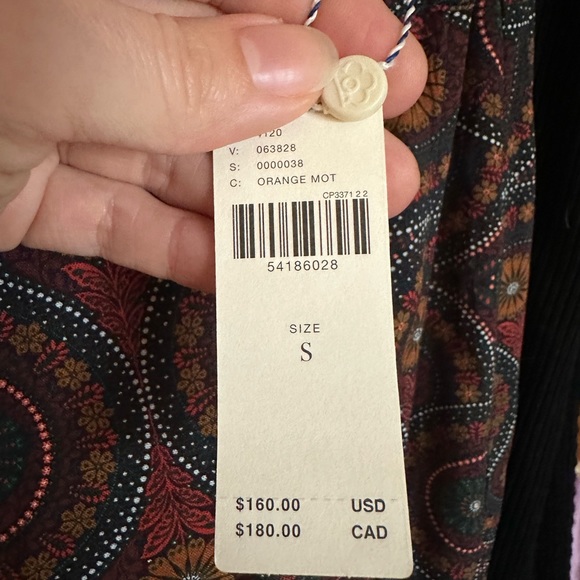 V: 063828
S: 0000038
C: ORANGE MOT
CP3371 2 2
54186028
SIZE
S
$160.00 USD
$180.00 CAD